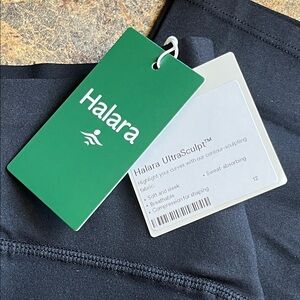 Halara
Halara UltraSculpt™
Highlight your curves with our contour-sculpting
fabric.
• Soft and sleek
• Sweat absorbing
• Breathable
• Compression for shaping
12